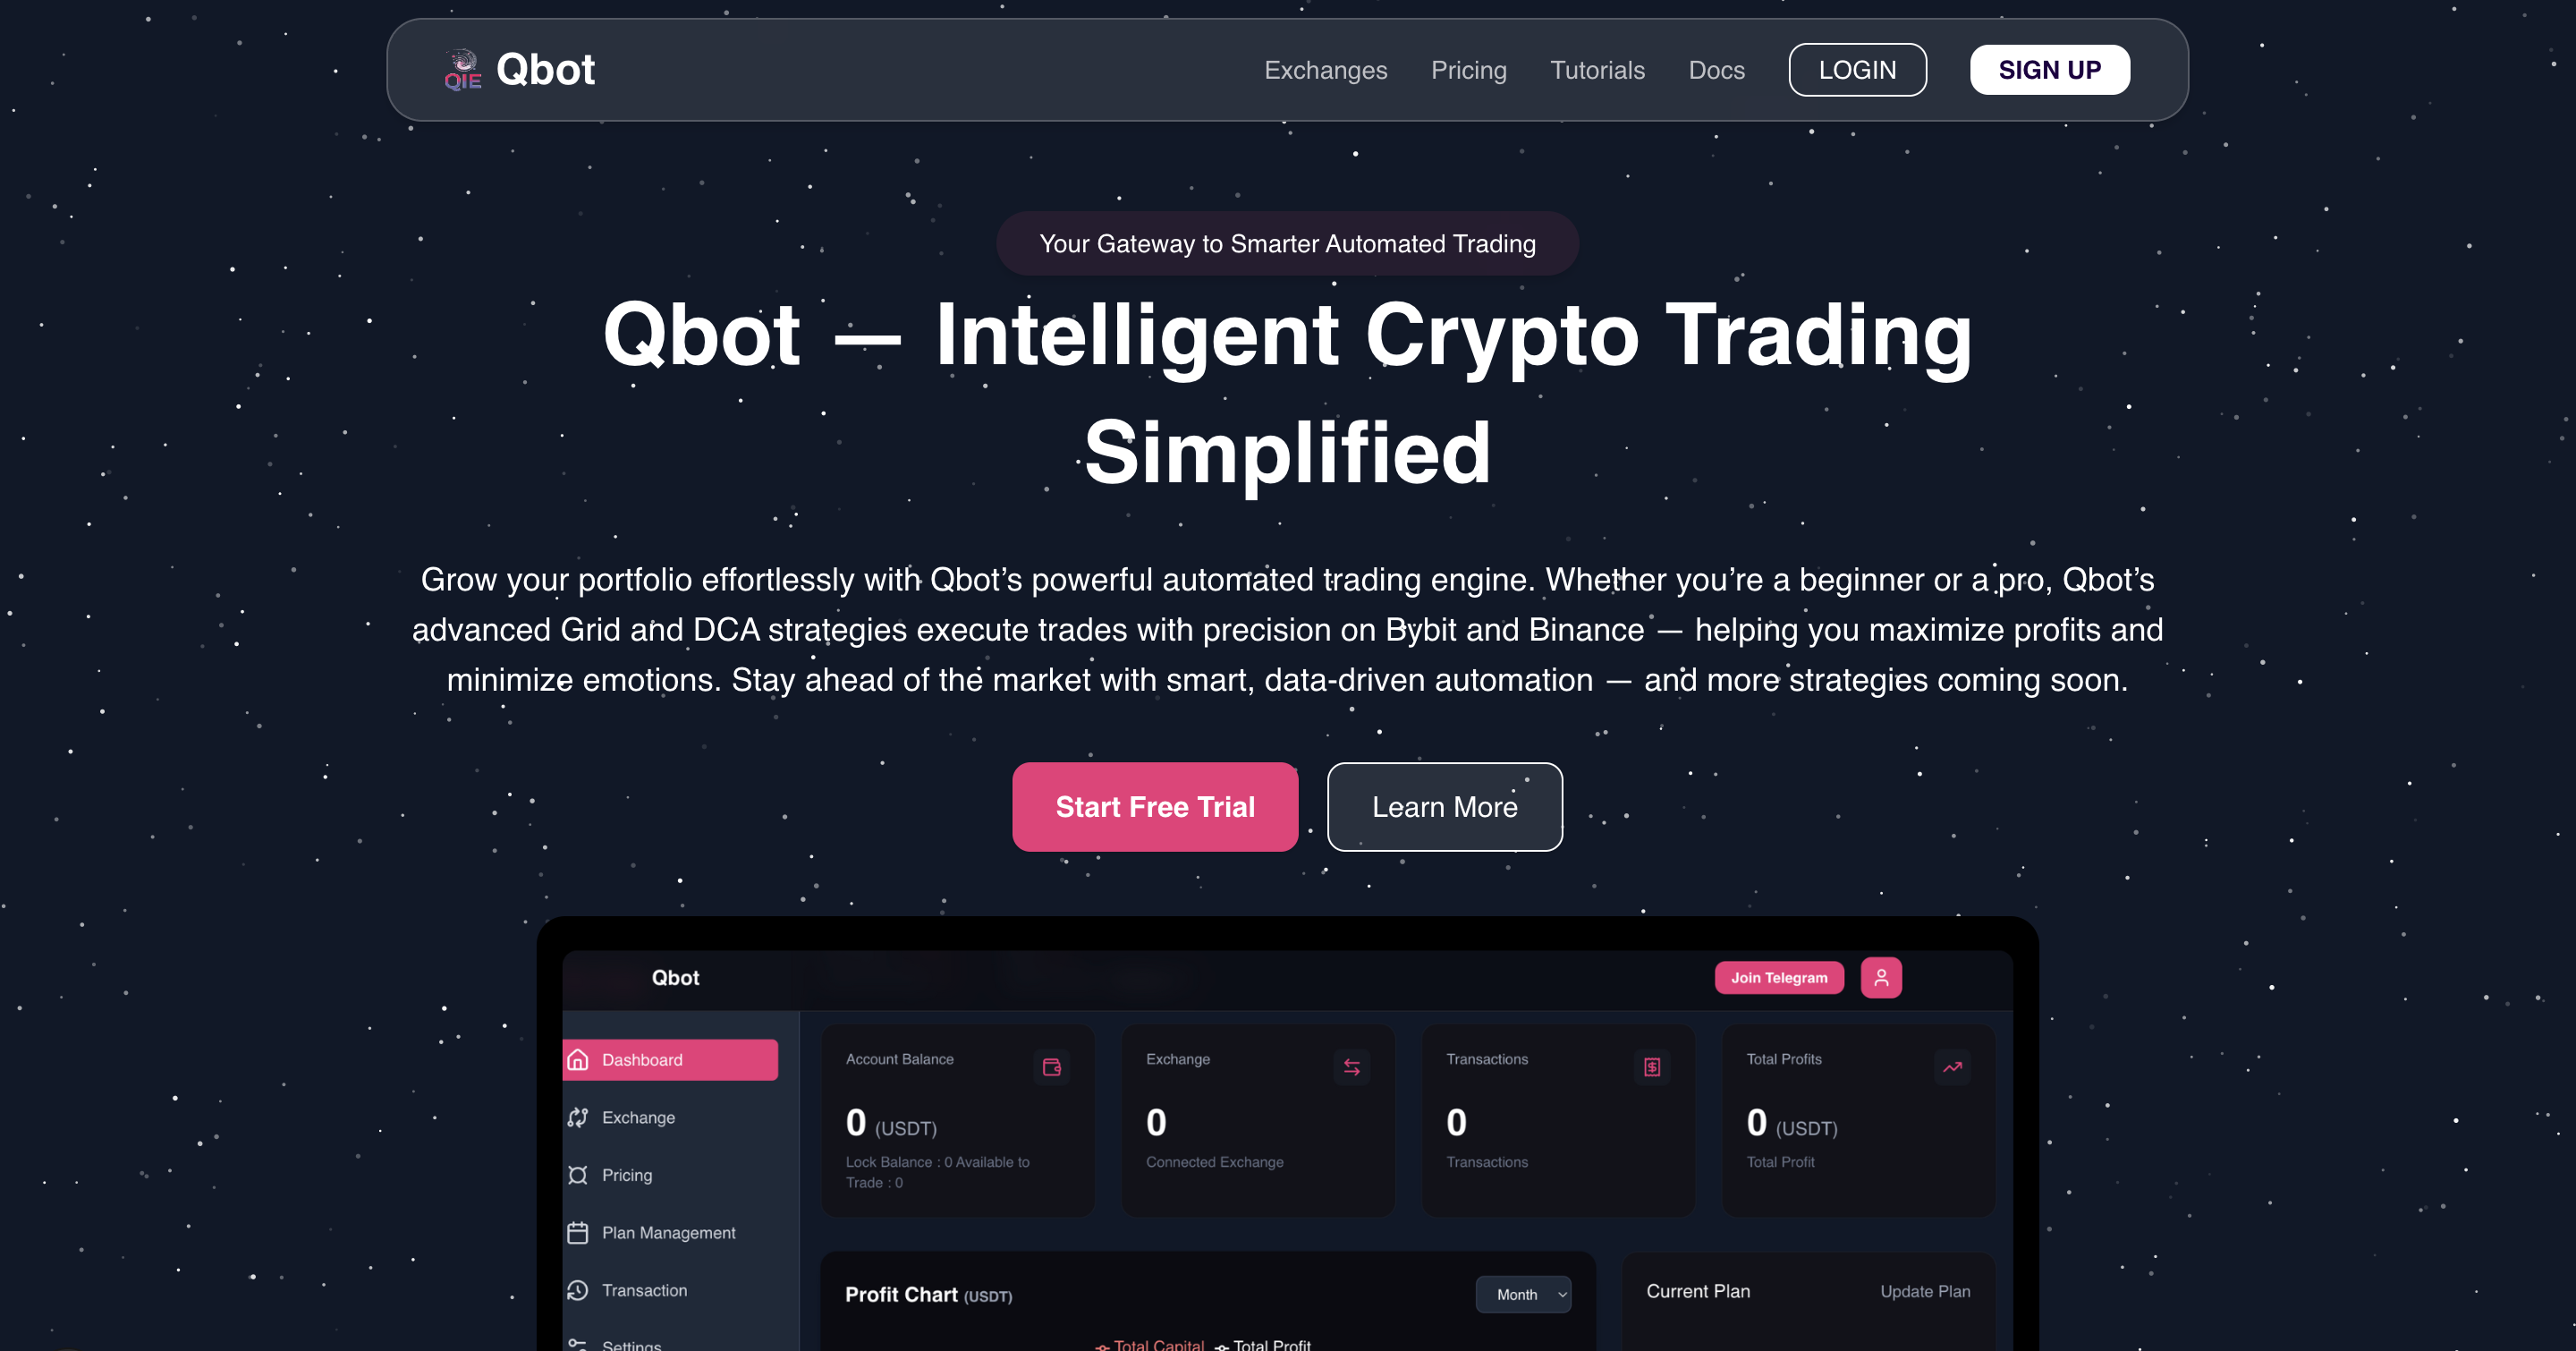 QIE
Qbot
Exchanges
Pricing
Tutorials
Docs
LOGIN
SIGN UP
Your Gateway to Smarter Automated Trading
Qbot — Intelligent Crypto Trading
Simplified
Grow your portfolio effortlessly with Qbot’s powerful automated trading engine. Whether you’re a beginner or a pro, Qbot’s
advanced Grid and DCA strategies execute trades with precision on Bybit and Binance — helping you maximize profits and
minimize emotions. Stay ahead of the market with smart, data-driven automation — and more strategies coming soon.
Start Free Trial
Learn More
Qbot
Join Telegram
Dashboard
Exchange
Pricing
Plan Management
Transaction
Settings
Account Balance
0 (USDT)
Lock Balance : 0 Available to
Trade : 0
Exchange
0
Connected Exchange
Transactions
0
Transactions
Total Profits
0 (USDT)
Total Profit
Profit Chart (USDT)
Month
Total Capital
Total Profit
Current Plan
Update Plan